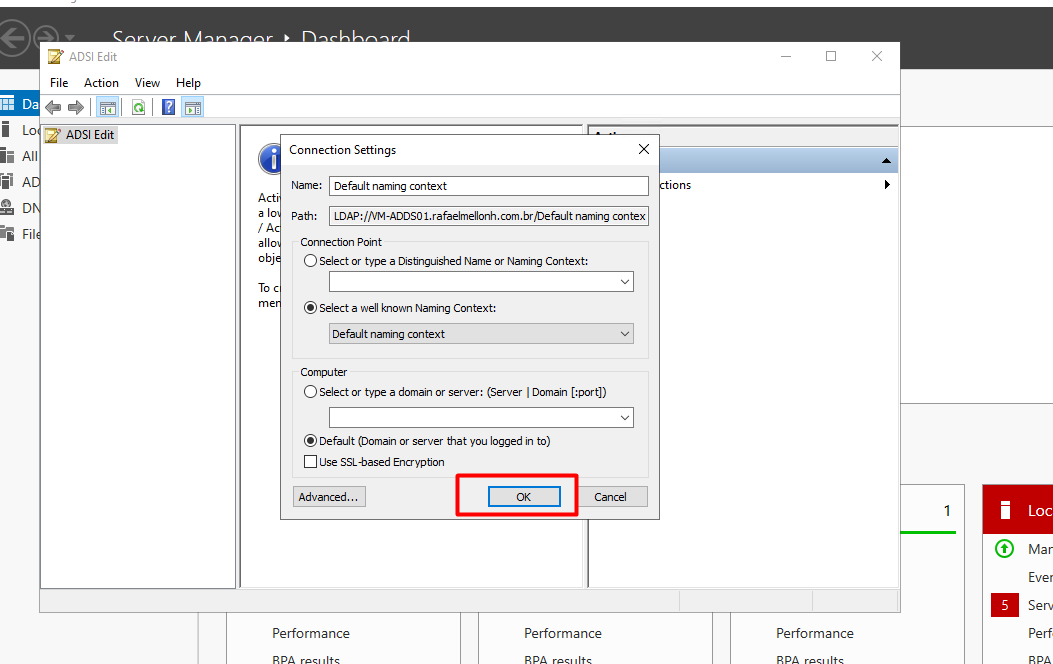 Server Manager ‣ Dashboard
ADSI Edit
File Action View Help
ADSI Edit
Connection Settings
Name: Default naming context
Path: LDAP://VM-ADDS01.rafaelmellonh.com.br/Default naming contex
Connection Point
Select or type a Distinguished Name or Naming Context:
Select a well known Naming Context:
Default naming context
Computer
Select or type a domain or server: (Server | Domain [:port])
Default (Domain or server that you logged in to)
Use SSL-based Encryption
Advanced...
OK
Cancel
ctions
Da
Loc
All
AD
DN
File
Acti
a lov
/ Ac
allov
obje
To c
men
1
Loc
Man
Ever
5 Serv
Perf
BPA
Performance
BPA results
Performance
BPA results
Performance
BPA results